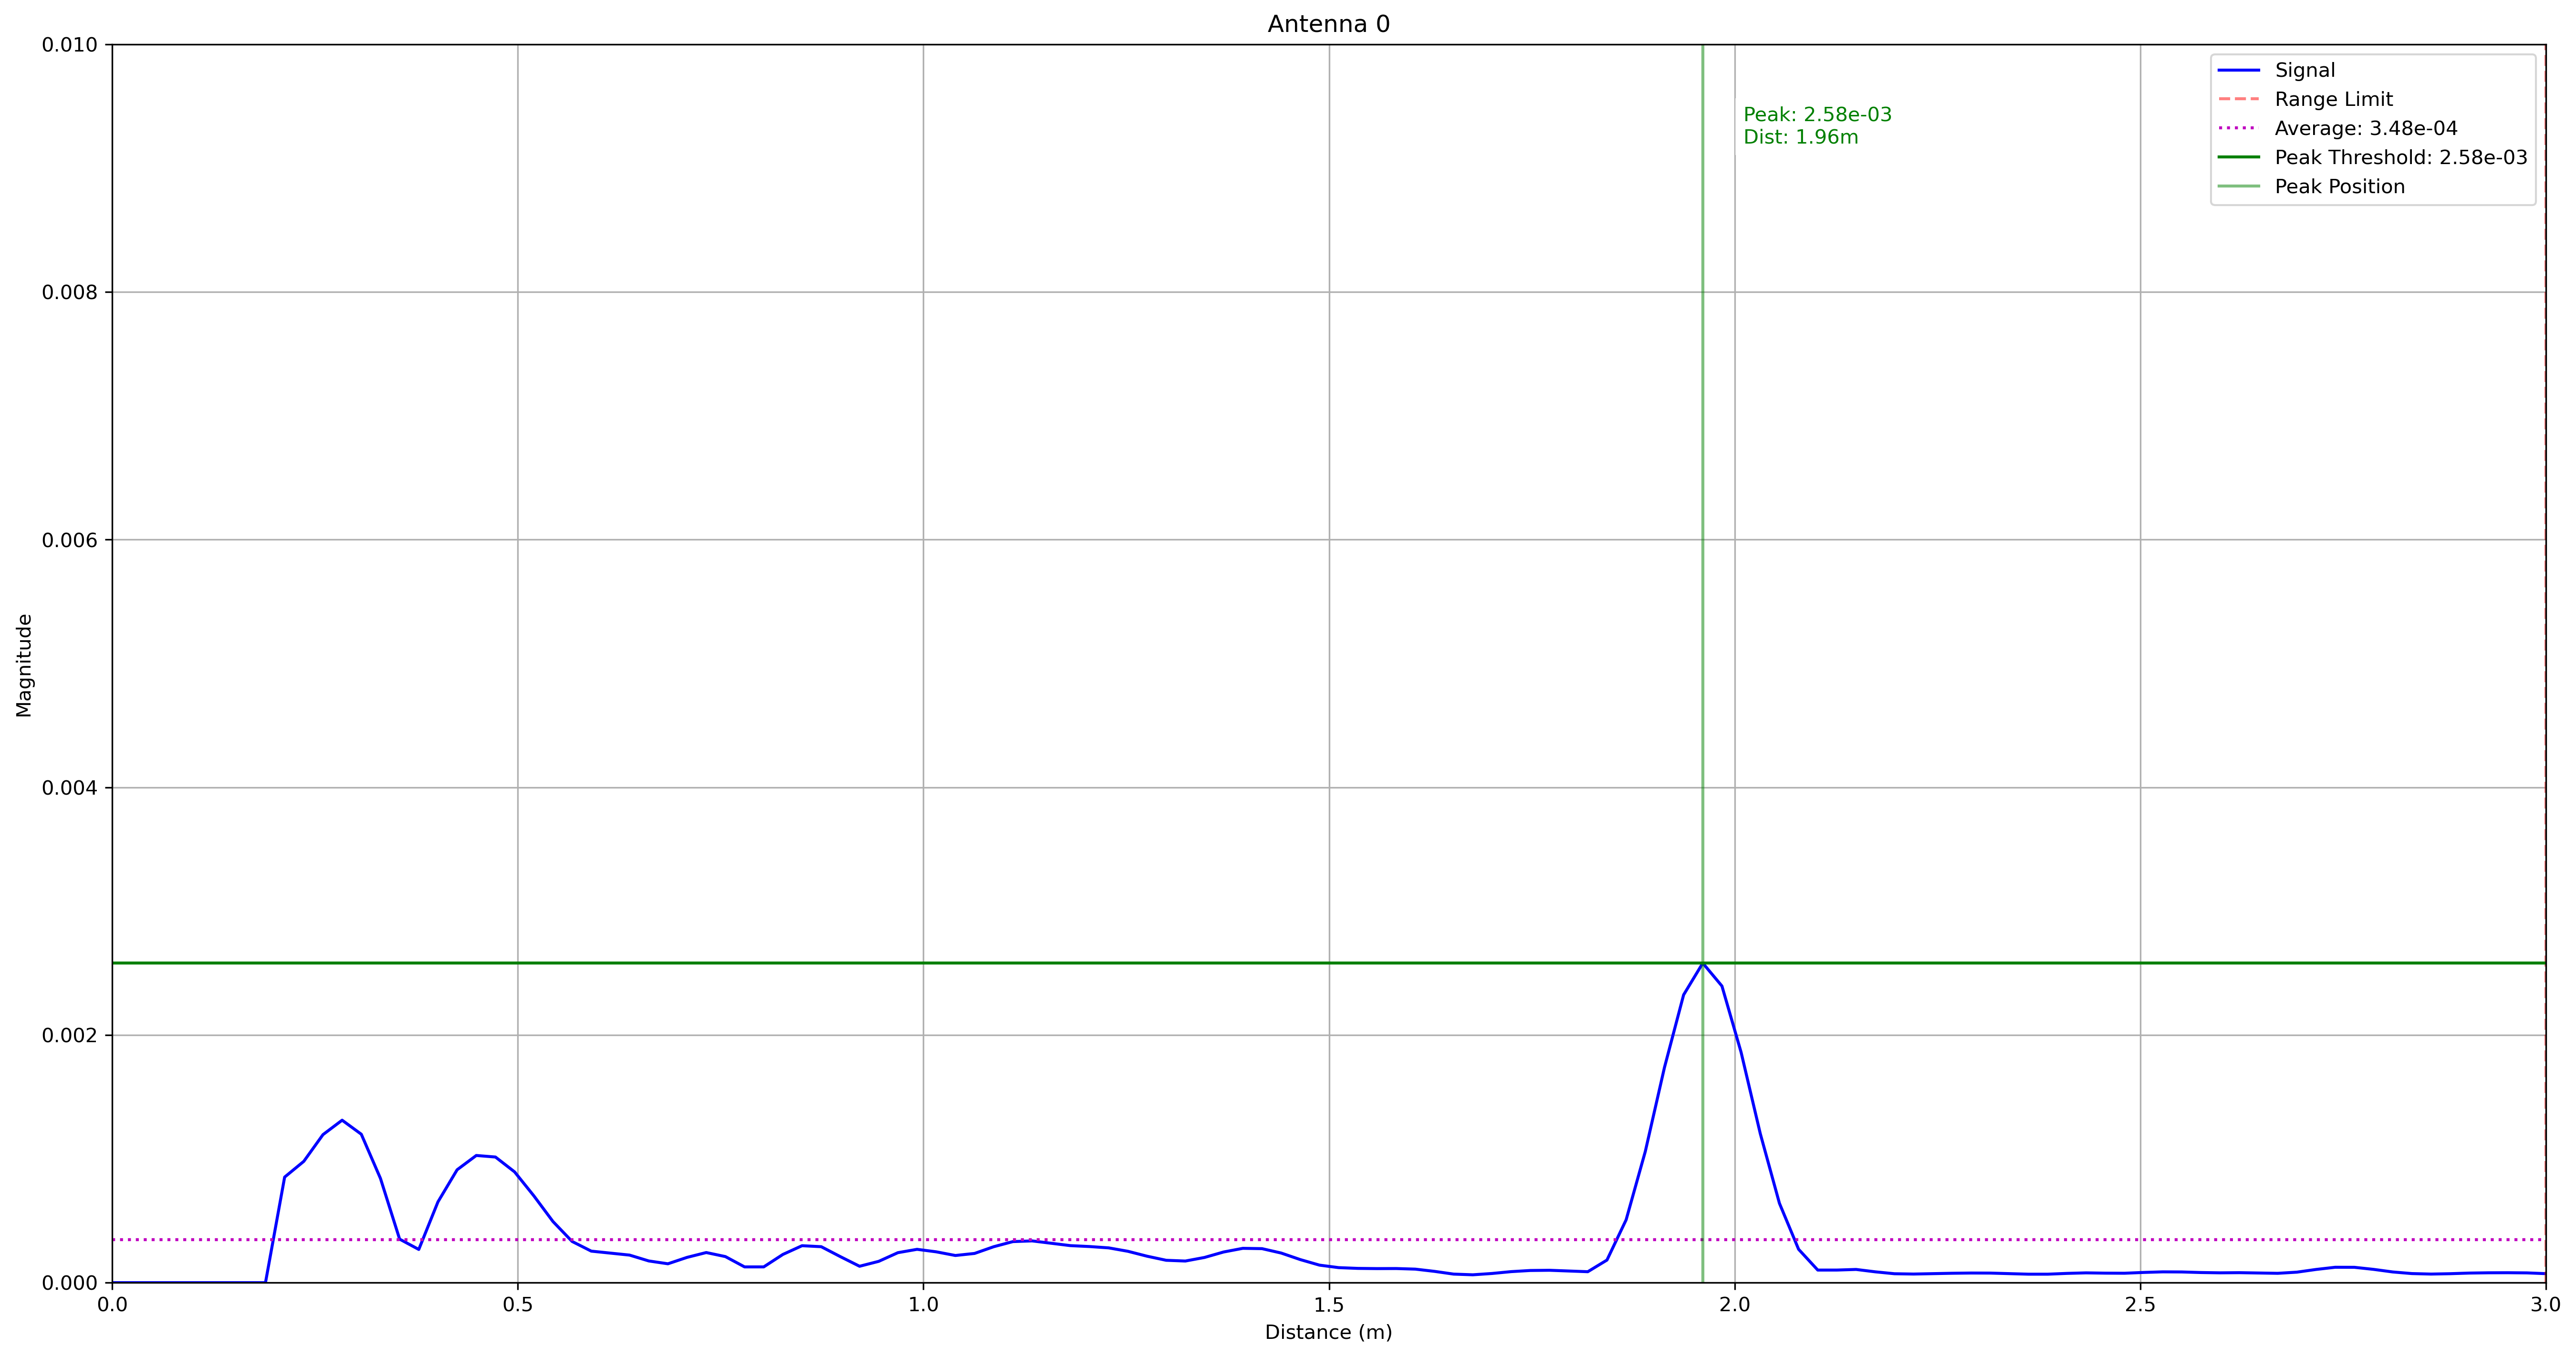 Antenna 0
0.010
0.008
0.006
0.004
0.002
0.000
Magnitude
Peak: 2.58e-03
Dist: 1.96m
Signal
Range Limit
Average: 3.48e-04
Peak Threshold: 2.58e-03
Peak Position
0.0 0.5 1.0 1.5 2.0 2.5 3.0
Distance (m)